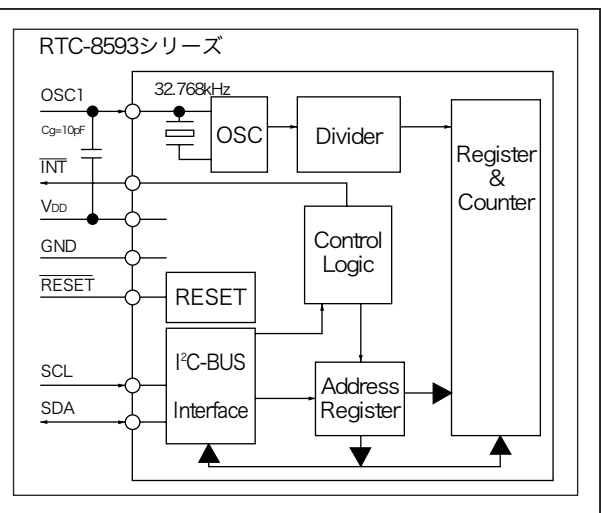 RTC-8593シリーズ
OSC1
32.768kHz
Cg=10pF
OSC
Divider
Register
&
Counter
INT
VDD
Control
Logic
GND
RESET
RESET
I²C-BUS
Interface
SCL
SDA
Address
Register